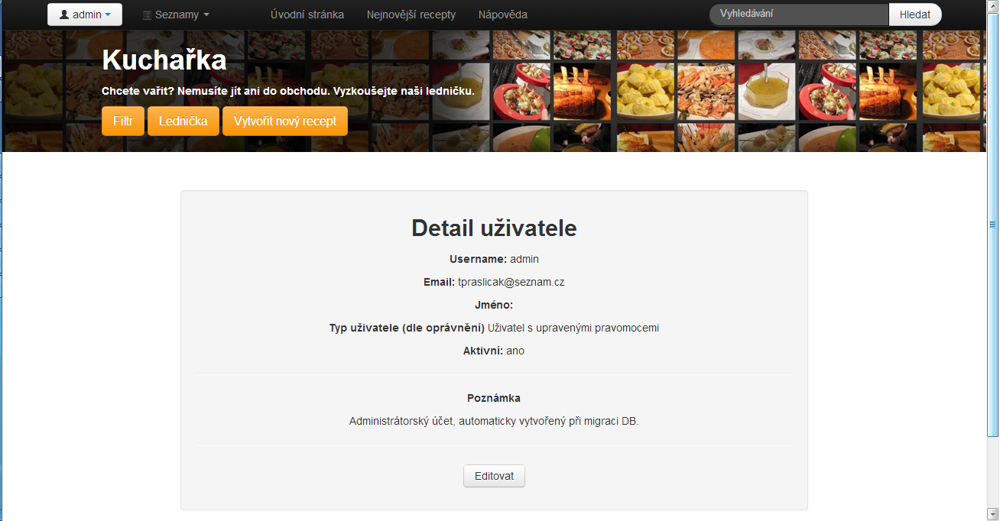 admin
Seznamy
Úvodní stránka
Nejnovější recepty
Nápověda
Vyhledávání
Hledat
Kuchařka
Chcete vařit? Nemusíte jít ani do obchodu. Vyzkoušejte naši ledničku.
Filtr
Lednička
Vytvořit nový recept
Detail uživatele
Username: admin
Email: tpraslicak@seznam.cz
Jméno:
Typ uživatele (dle oprávnění) Uživatel s upravenými pravomocemi
Aktivní: ano
Poznámka
Administrátorský účet, automaticky vytvořený při migraci DB.
Editovat